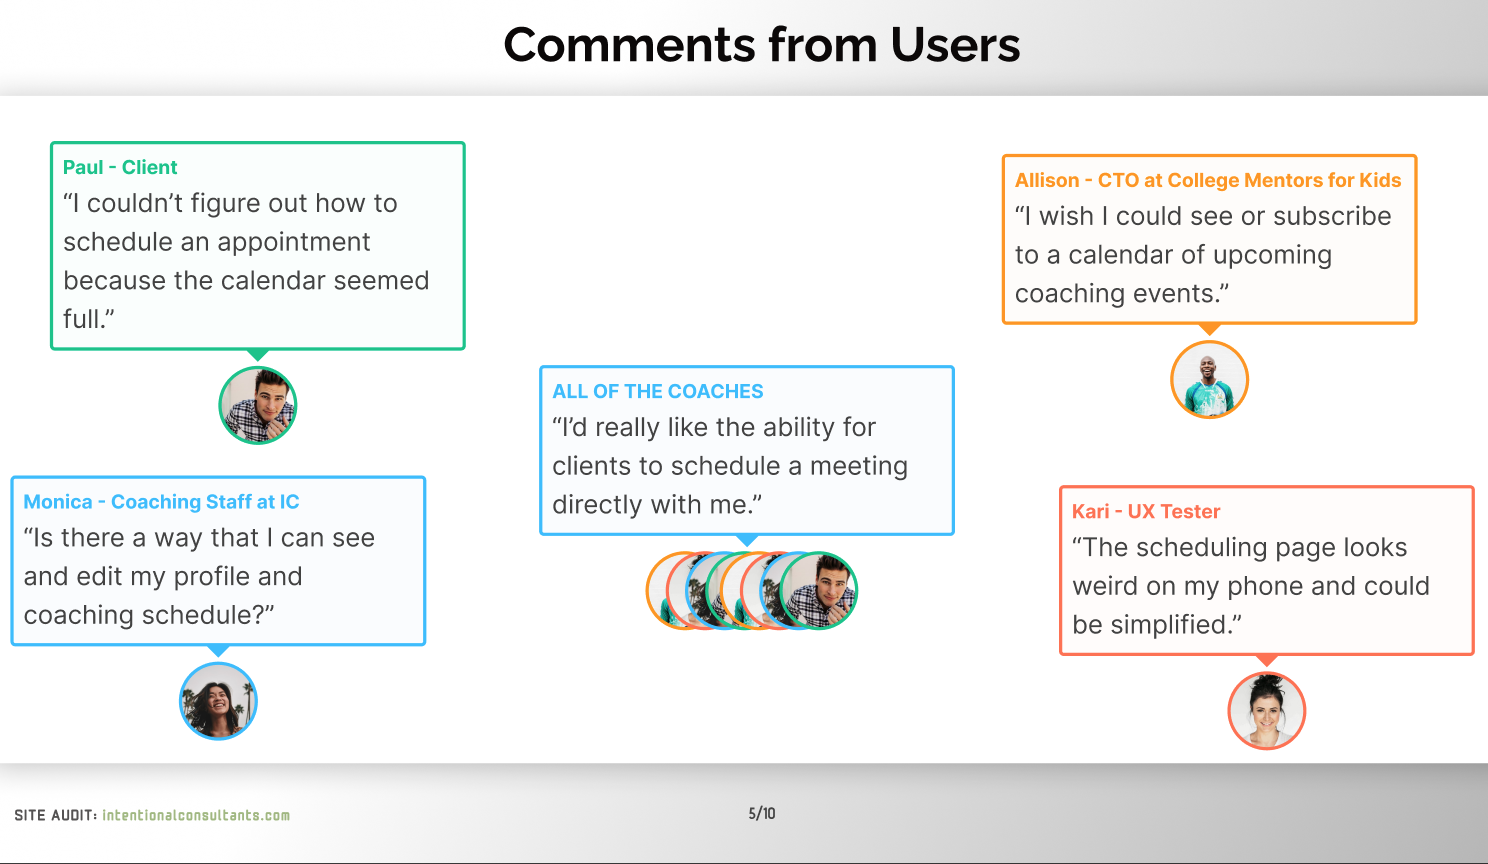 Comments from Users
Paul - Client
“I couldn’t figure out how to
schedule an appointment
because the calendar seemed
full.”
Monica - Coaching Staff at IC
“Is there a way that I can see
and edit my profile and
coaching schedule?”
ALL OF THE COACHES
“I’d really like the ability for
clients to schedule a meeting
directly with me.”
Allison - CTO at College Mentors for Kids
“I wish I could see or subscribe
to a calendar of upcoming
coaching events.”
Kari - UX Tester
“The scheduling page looks
weird on my phone and could
be simplified.”
SITE AUDIT: intentionalconsultants.com
5/10